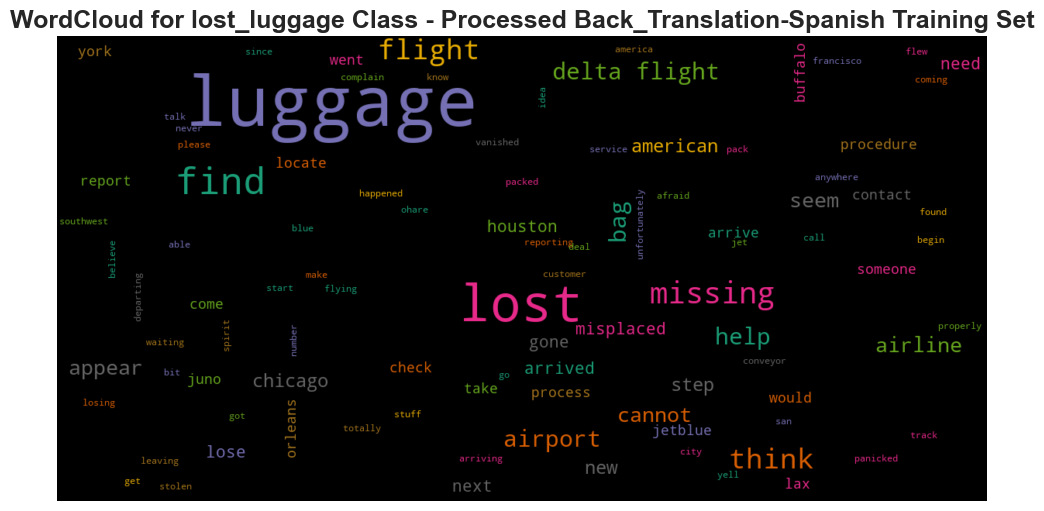 WordCloud for lost_luggage Class - Processed Back_Translation-Spanish Training Set
york
since
went
flight
america
flew
complain
know
delta flight
buffalo
francisco
need
coming
luggage
idea
talk
never
please
vanished
service
american
pack
procedure
locate
report
find
happened
packed
afraid
anywhere
seem
contact
ohare
bag
unfortunately
found
southwest
blue
houston
arrive
call
begin
believe
able
reporting
deal
jet
make
customer
someone
departing
start
flying
lost
missing
come
misplaced
properly
spirit
number
waiting
gone
help
airline
conveyor
appear
bit
juno
chicago
check
go
arrived
step
take
process
would
losing
got
orleans
stuff
cannot
san
totally
jetblue
track
lose
airport
city
think
panicked
leaving
arriving
new
yell
get
stolen
next
lax